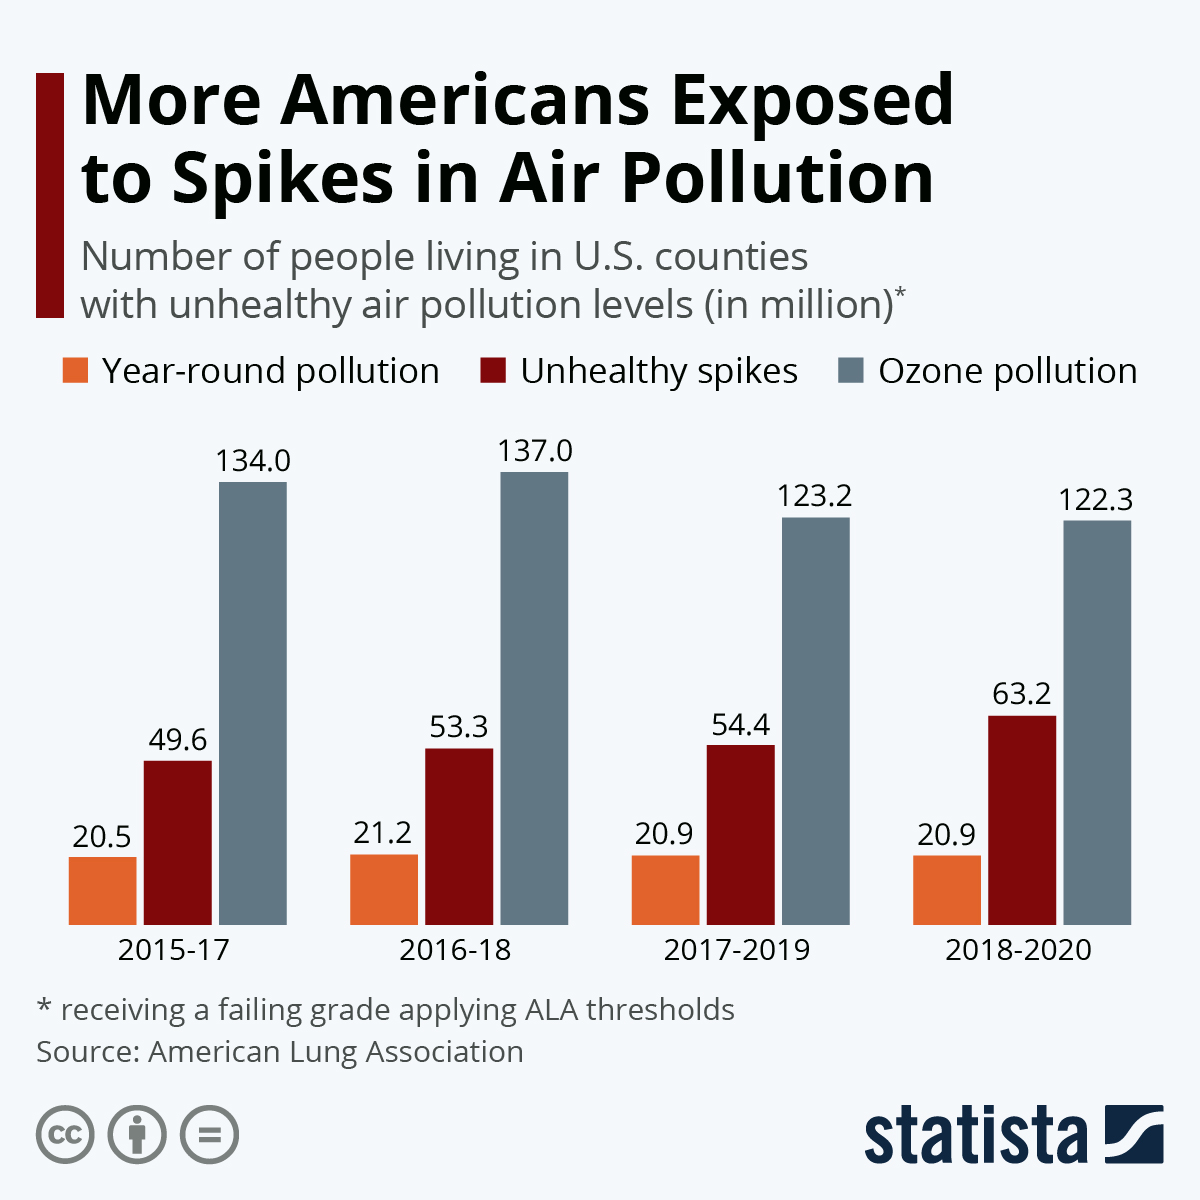 More Americans Exposed
to Spikes in Air Pollution
Number of people living in U.S. counties
with unhealthy air pollution levels (in million)*
Year-round pollution Unhealthy spikes Ozone pollution
20.5 49.6 134.0
21.2 53.3 137.0
20.9 54.4 123.2
20.9 63.2 122.3
2015-17 2016-18 2017-2019 2018-2020
* receiving a failing grade applying ALA thresholds
Source: American Lung Association
cc =
statista